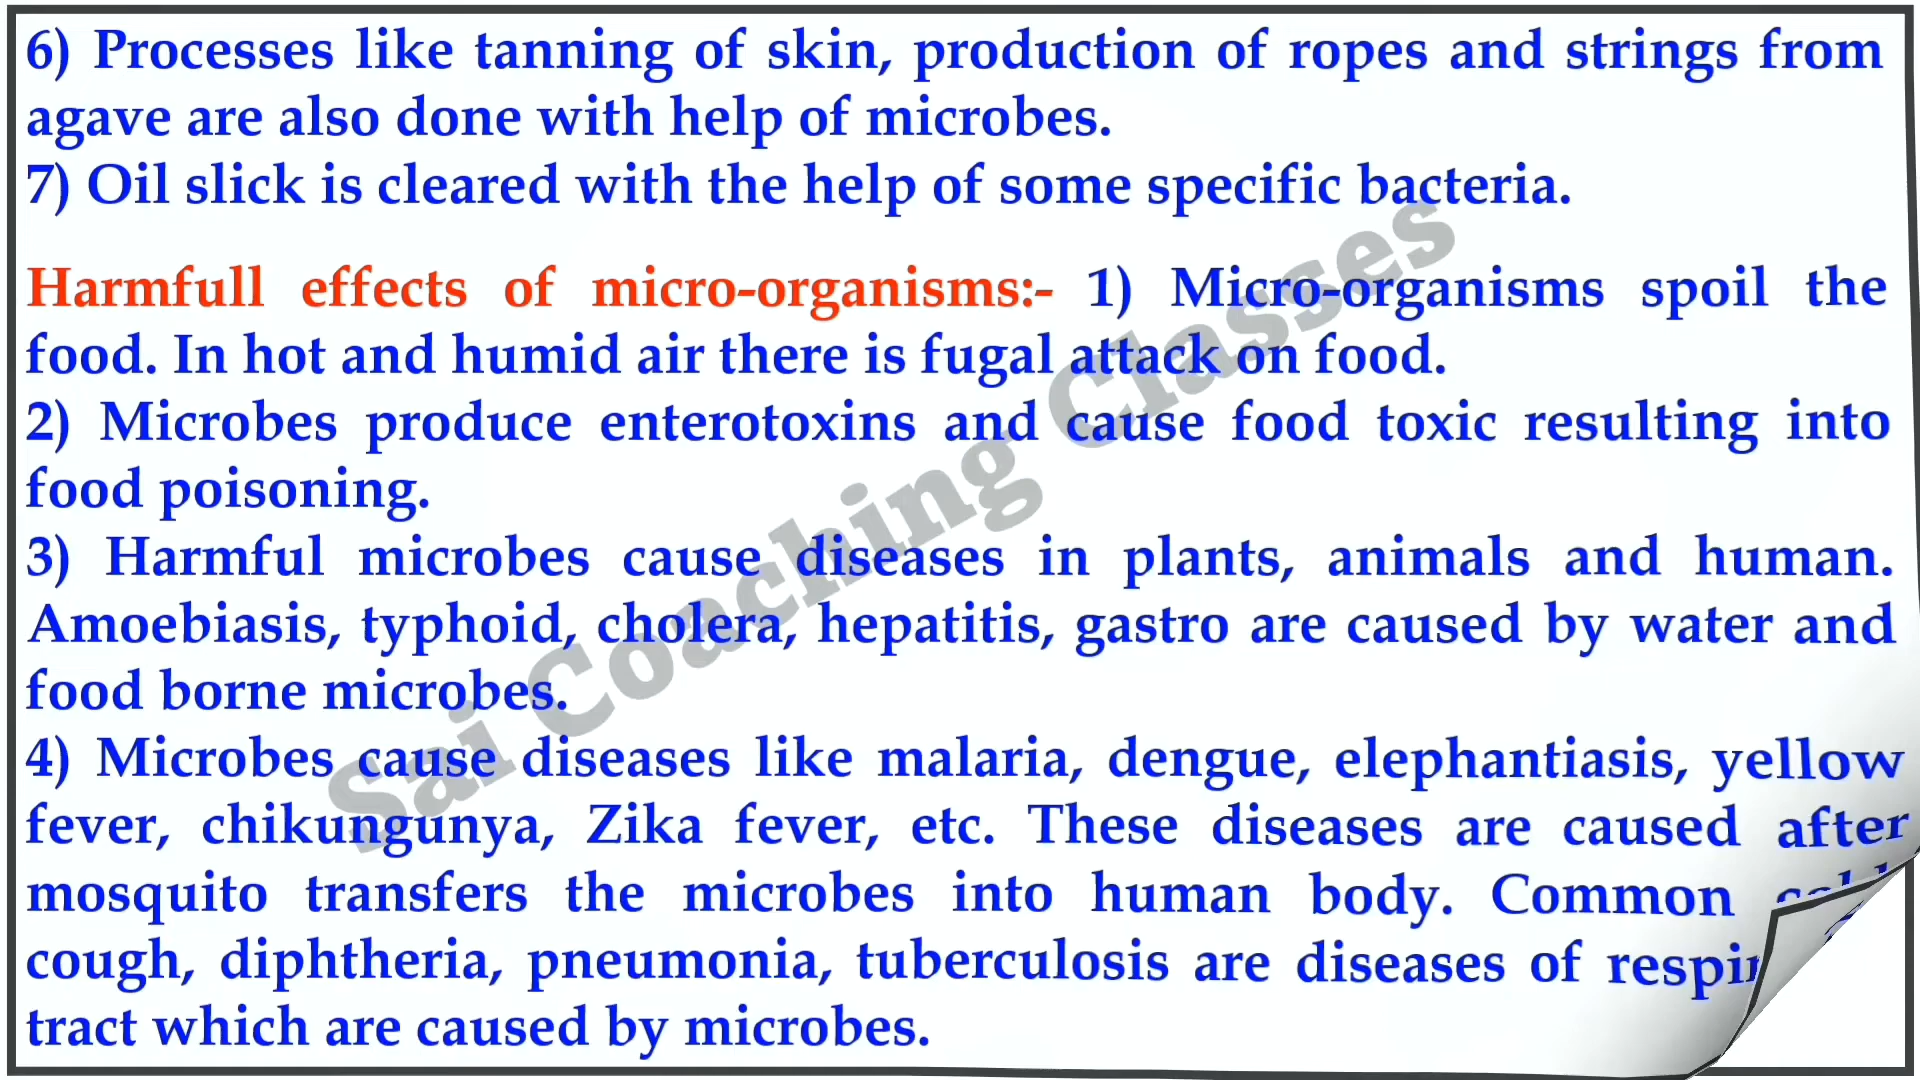 6) Processes like tanning of skin, production of ropes and strings from
agave are also done with help of microbes.
7) Oil slick is cleared with the help of some specific bacteria.
Harmfull effects of micro-organisms:- 1) Micro-organisms spoil the
food. In hot and humid air there is fugal attack on food.
2) Microbes produce enterotoxins and cause food toxic resulting into
food poisoning.
3) Harmful microbes cause diseases in plants, animals and human.
Amoebiasis, typhoid, cholera, hepatitis, gastro are caused by water and
food borne microbes.
4) Microbes cause diseases like malaria, dengue, elephantiasis, yellow
fever, chikungunya, Zika fever, etc. These diseases are caused after
mosquito transfers the microbes into human body. Common
cough, diphtheria, pneumonia, tuberculosis are diseases of
tract which are caused by microbes.
Sai Coaching Classes